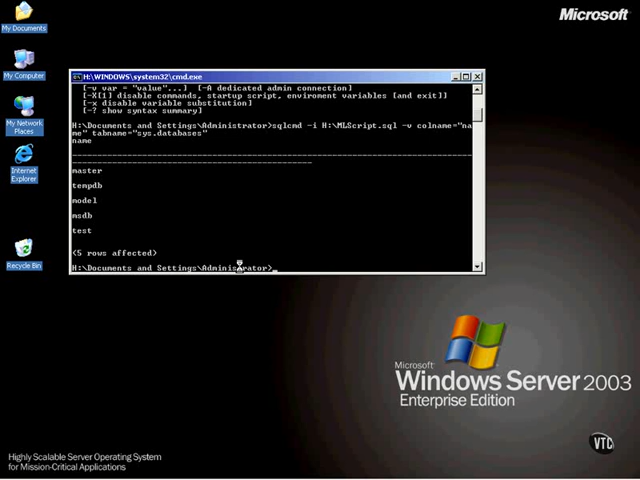 My Documents
My Computer
My Network
Places
Internet
Explorer
Recycle Bin
Microsoft
H:\WINDOWS\system32\cmd.exe
[-v var = "value"...]  [-A dedicated admin connection]
[-X[1] disable commands, startup script, enviroment variables [and exit]]
[-x disable variable substitution]
[-? show syntax summary]
H:\Documents and Settings\Administrator>sqlcmd -i H:\MLScript.sql -v colname="na
me" tabname="sys.databases"
name
master
tempdb
model
msdb
test
(5 rows affected)
H:\Documents and Settings\Administrator>_
Microsoft
Windows Server 2003
Enterprise Edition
VTC
Highly Scalable Server Operating System
for Mission-Critical Applications